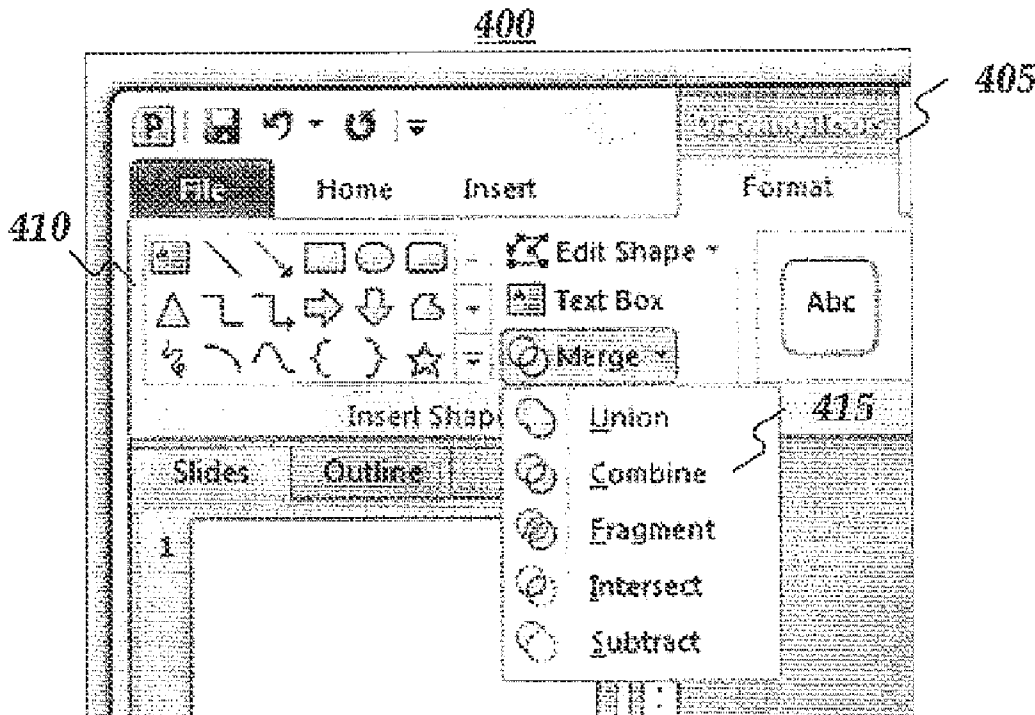 400
405
P
File Home Insert Format
410
Edit Shape
Text Box
Abc
Merge
Insert Shap
415
Union
Slides Outline
Combine
Fragment
1
Intersect
Subtract